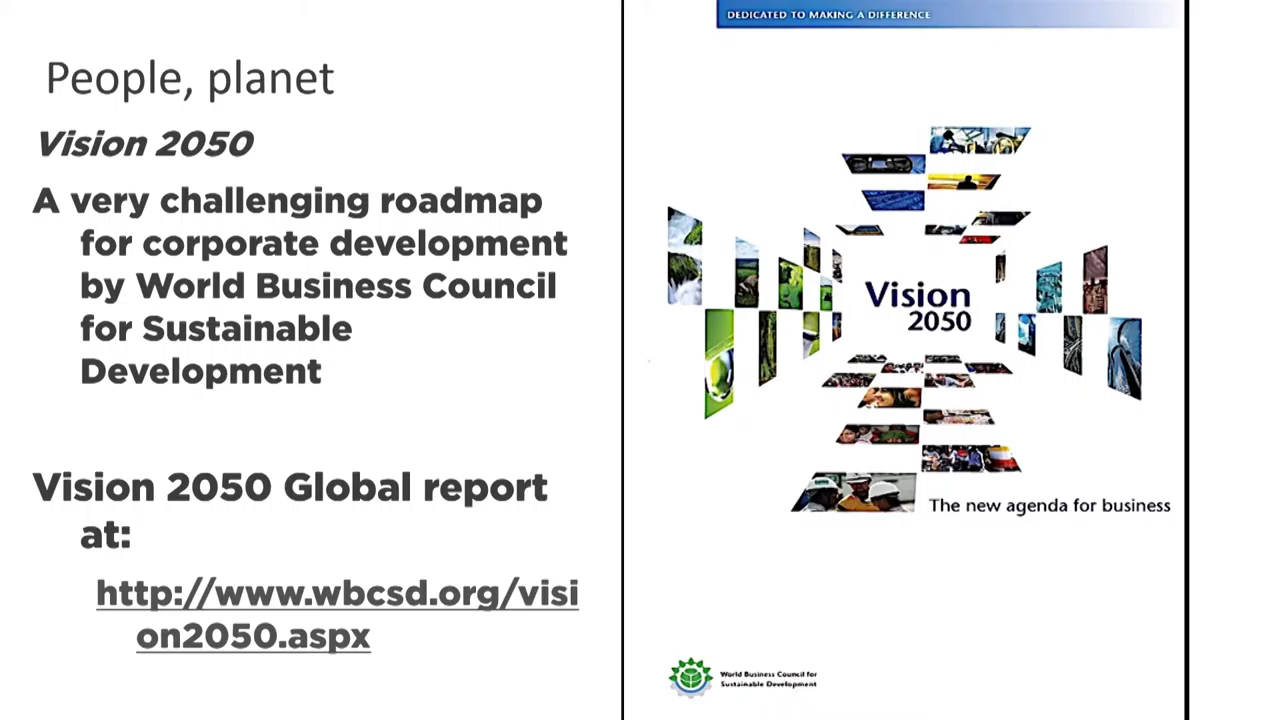 People, planet
Vision 2050
A very challenging roadmap
for corporate development
by World Business Council
for Sustainable
Development
Vision 2050 Global report
at:
http://www.wbcsd.org/visi
on2050.aspx
DEDICATED TO MAKING A DIFFERENCE
Vision
2050
The new agenda for business
World Business Council for
Sustainable Development